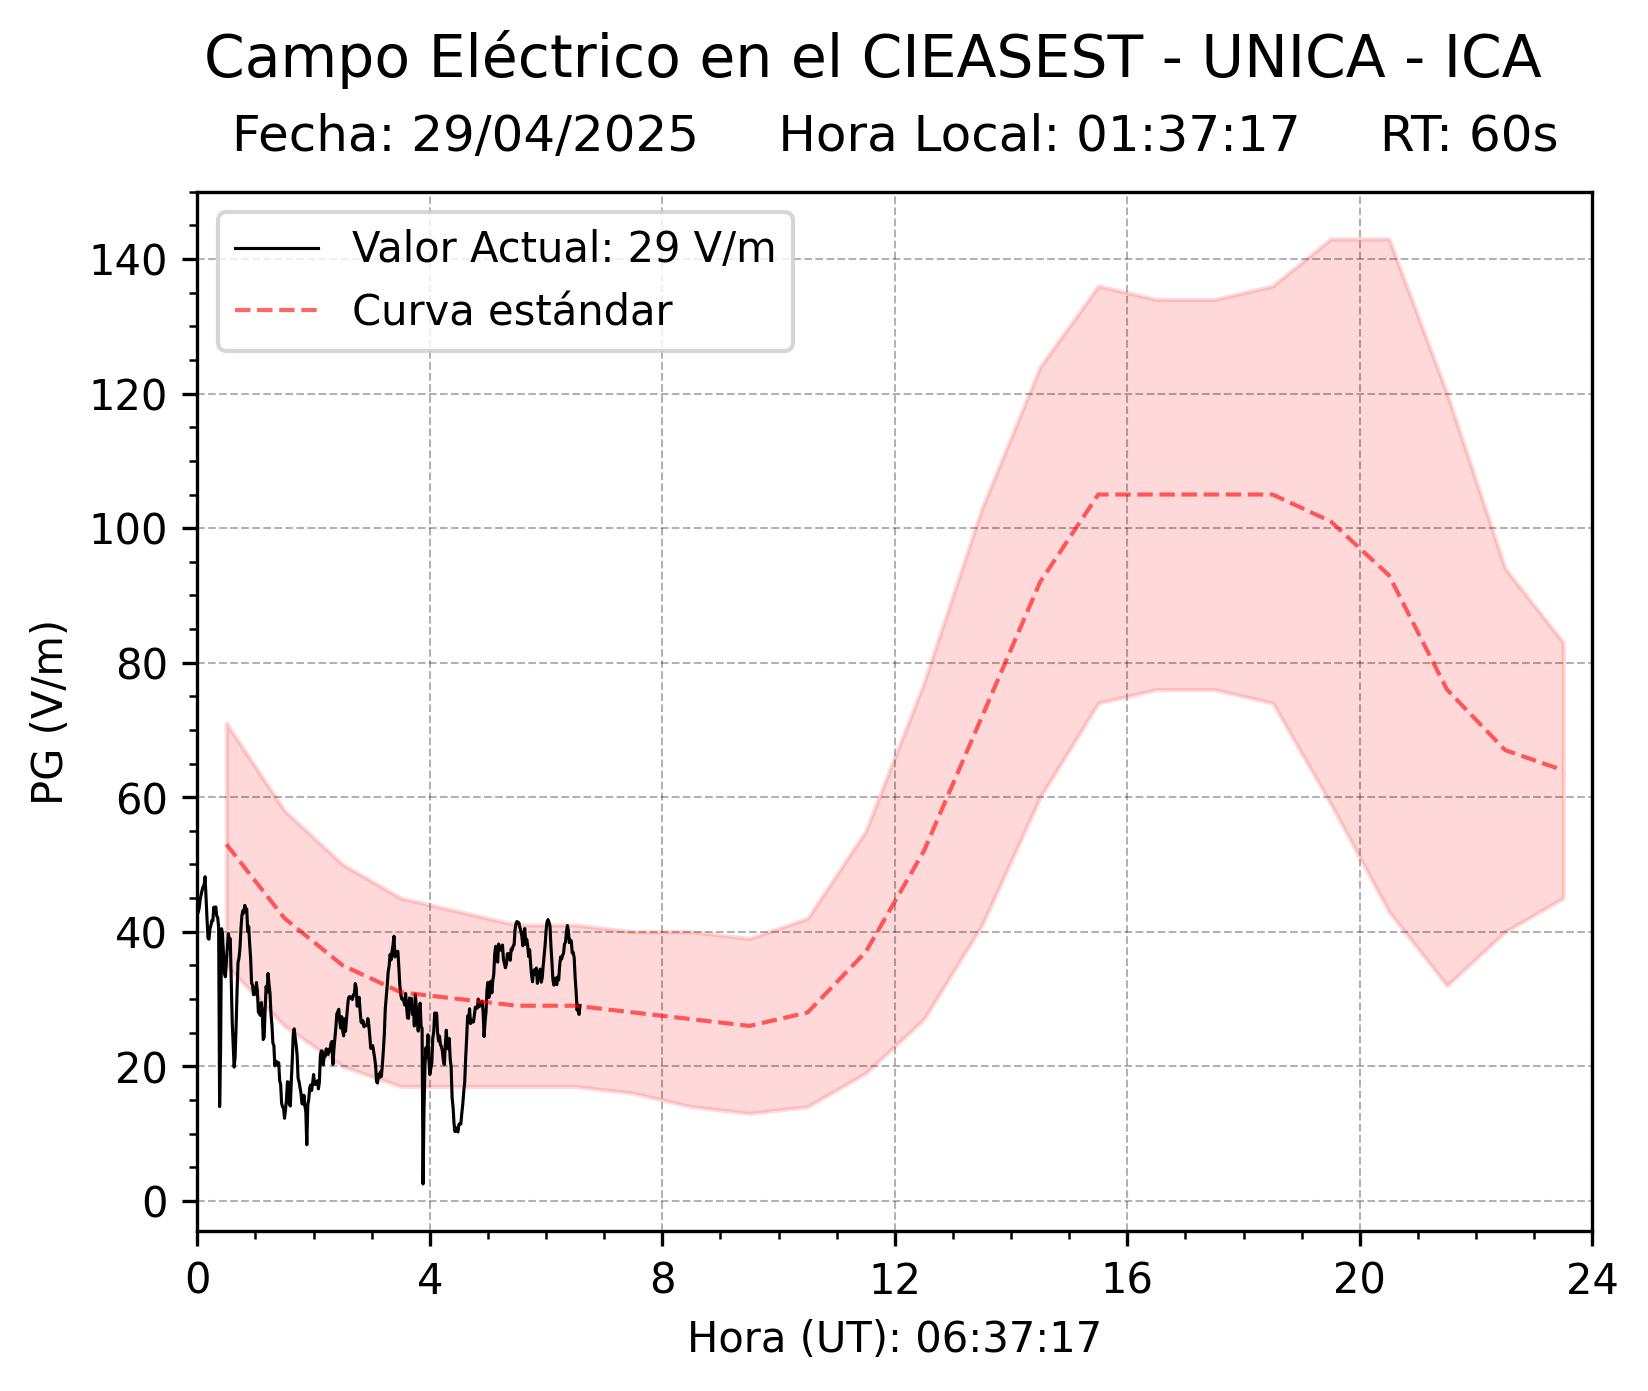 Campo Eléctrico en el CIEASEST - UNICA - ICA
Fecha: 29/04/2025 Hora Local: 01:37:17 RT: 60s
Valor Actual: 29 V/m
Curva estándar
PG (V/m)
140
120
100
80
60
40
20
0
0 4 8 12 16 20 24
Hora (UT): 06:37:17